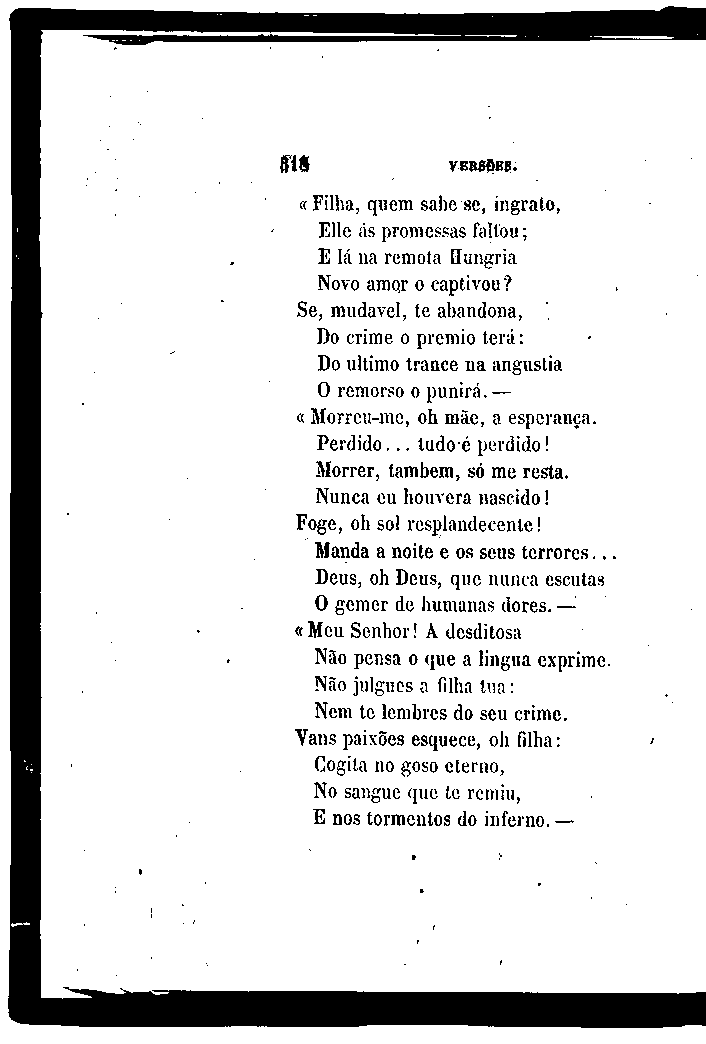 VERSÕES.
« Filha, quem sabe se, ingrato,
Elle ás promessas faltou;
E lá na remota Hungria
Novo amor o captivou?
Se, mudavel, te abandona,
Do crime o premio terá:
Do ultimo trance na angustia
O remorso o punirá. —
« Morreu-me, oh mãe, a esperança.
Perdido... tudo é perdido!
Morrer, tambem, só me resta.
Nunca eu houvera nascido!
Foge, oh sol resplandecente!
Manda a noite e os seus terrores...
Deus, oh Deus, que nunca escutas
O gemer de humanas dores. —
« Meu Senhor! A desditosa
Não pensa o que a lingua exprime.
Não julgues a filha tua:
Nem te lembres do seu crime.
Vans paixões esquece, oh filha:
Cogita no goso eterno,
No sangue que te remiu,
E nos tormentos do inferno. —